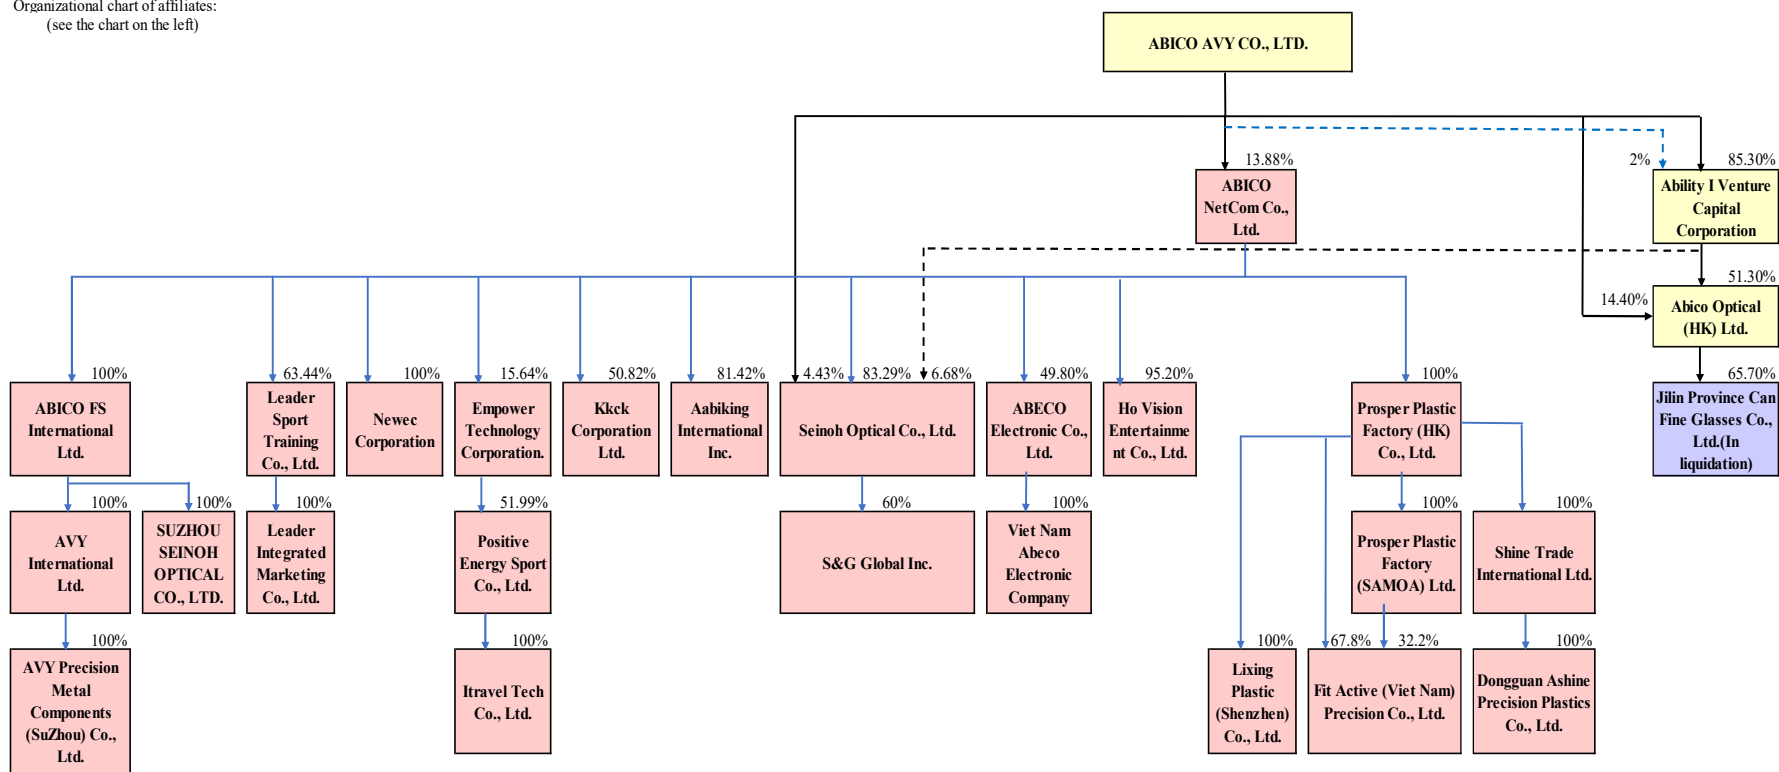 Organizational chart of affiliates:
(see the chart on the left)
ABICO AVY CO., LTD.
13.88%
2%
85.30%
ABICO
NetCom Co.,
Ltd.
Ability I Venture
Capital
Corporation
51.30%
14.40%
Abico Optical
(HK) Ltd.
100%
63.44%
100%
15.64%
50.82%
81.42%
4.43%
83.29%
6.68%
49.80%
95.20%
100%
65.70%
ABICO FS
International
Ltd.
Leader
Sport
Training
Co., Ltd.
Newec
Corporation
Empower
Technology
Corporation.
Kkck
Corporation
Ltd.
Aabiking
International
Inc.
Seinoh Optical Co., Ltd.
ABECO
Electronic Co.,
Ltd.
Ho Vision
Entertainme
nt Co., Ltd.
Prosper Plastic
Factory (HK)
Co., Ltd.
Jilin Province Can
Fine Glasses Co.,
Ltd.(In
liquidation)
100%
100%
100%
51.99%
60%
100%
100%
100%
AVY
International
Ltd.
SUZHOU
SEINOH
OPTICAL
CO., LTD.
Leader
Integrated
Marketing
Co., Ltd.
Positive
Energy Sport
Co., Ltd.
S&G Global Inc.
Viet Nam
Abeco
Electronic
Company
Prosper Plastic
Factory
(SAMOA) Ltd.
Shine Trade
International Ltd.
100%
100%
100%
67.8%
32.2%
100%
AVY Precision
Metal
Components
(SuZhou) Co.,
Ltd.
Itravel Tech
Co., Ltd.
Lixing
Plastic
(Shenzhen)
Co., Ltd.
Fit Active (Viet Nam)
Precision Co., Ltd.
Dongguan Ashine
Precision Plastics
Co., Ltd.